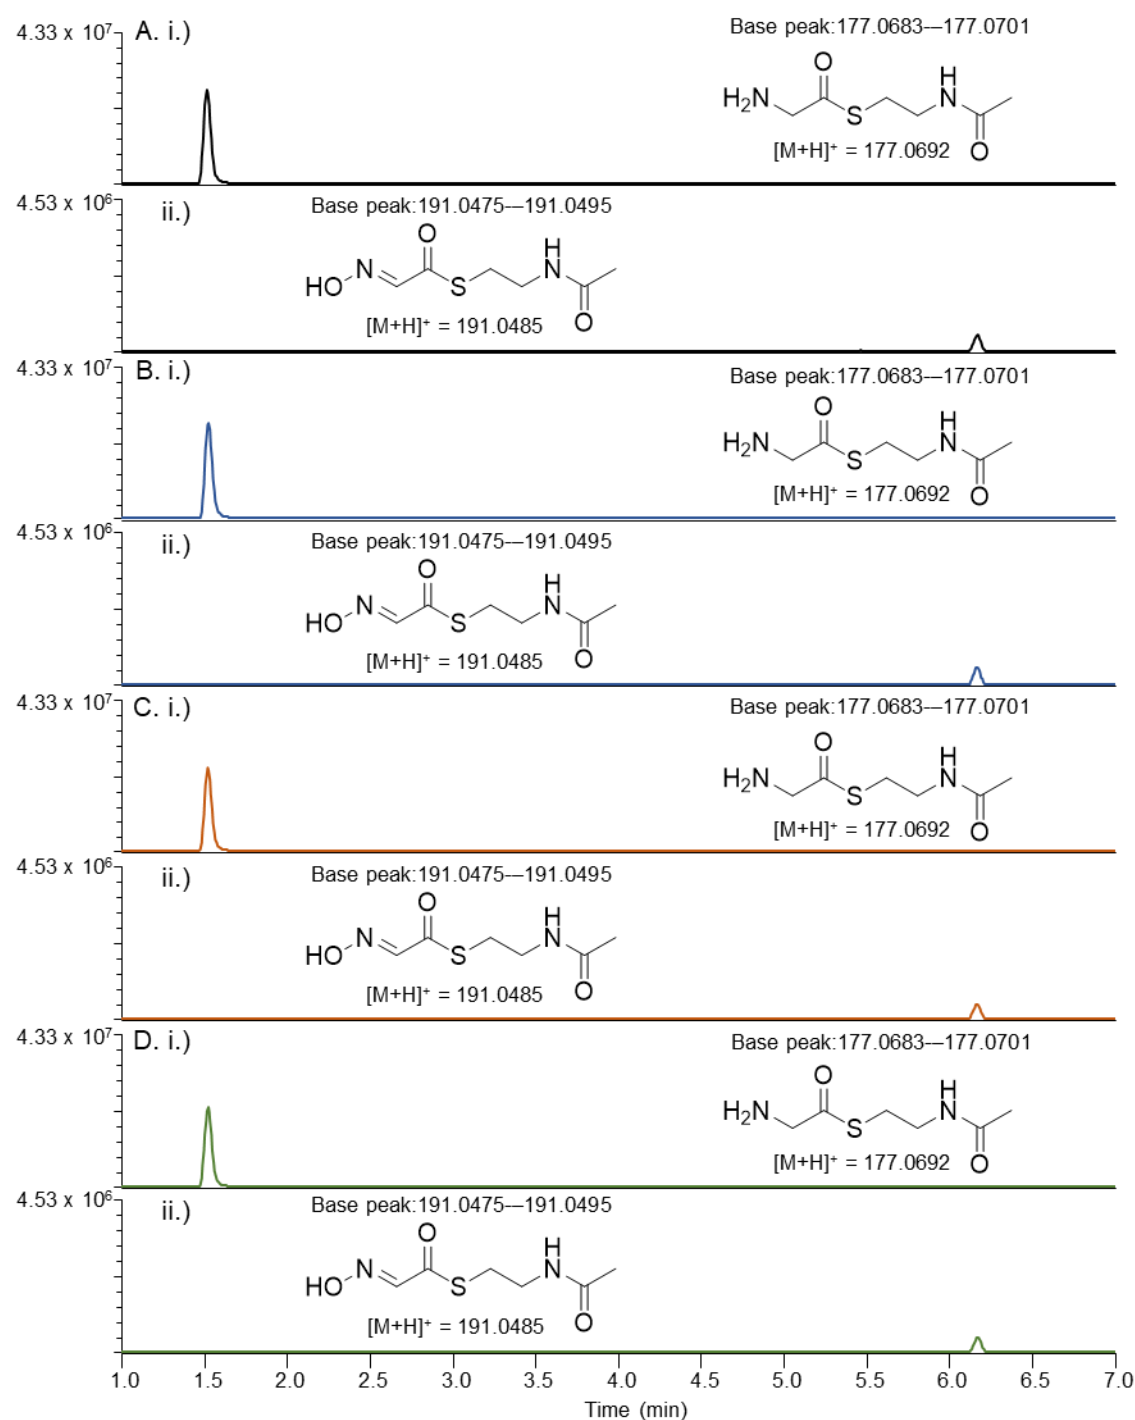 4.33 x 10⁷
A. i.)
Base peak:177.0683-–177.0701
O
H₂N
S
H
N
O
[M+H]⁺ = 177.0692
4.53 x 10⁶
ii.)
Base peak:191.0475-–191.0495
O
HO
N
S
H
N
O
[M+H]⁺ = 191.0485
4.33 x 10⁷
B. i.)
Base peak:177.0683-–177.0701
O
H₂N
S
H
N
O
[M+H]⁺ = 177.0692
4.53 x 10⁶
ii.)
Base peak:191.0475-–191.0495
O
HO
N
S
H
N
O
[M+H]⁺ = 191.0485
4.33 x 10⁷
C. i.)
Base peak:177.0683-–177.0701
O
H₂N
S
H
N
O
[M+H]⁺ = 177.0692
4.53 x 10⁶
ii.)
Base peak:191.0475-–191.0495
O
HO
N
S
H
N
O
[M+H]⁺ = 191.0485
4.33 x 10⁷
D. i.)
Base peak:177.0683-–177.0701
O
H₂N
S
H
N
O
[M+H]⁺ = 177.0692
4.53 x 10⁶
ii.)
Base peak:191.0475-–191.0495
O
HO
N
S
H
N
O
[M+H]⁺ = 191.0485
1.0 1.5 2.0 2.5 3.0 3.5 4.0 4.5 5.0 5.5 6.0 6.5 7.0
Time (min)